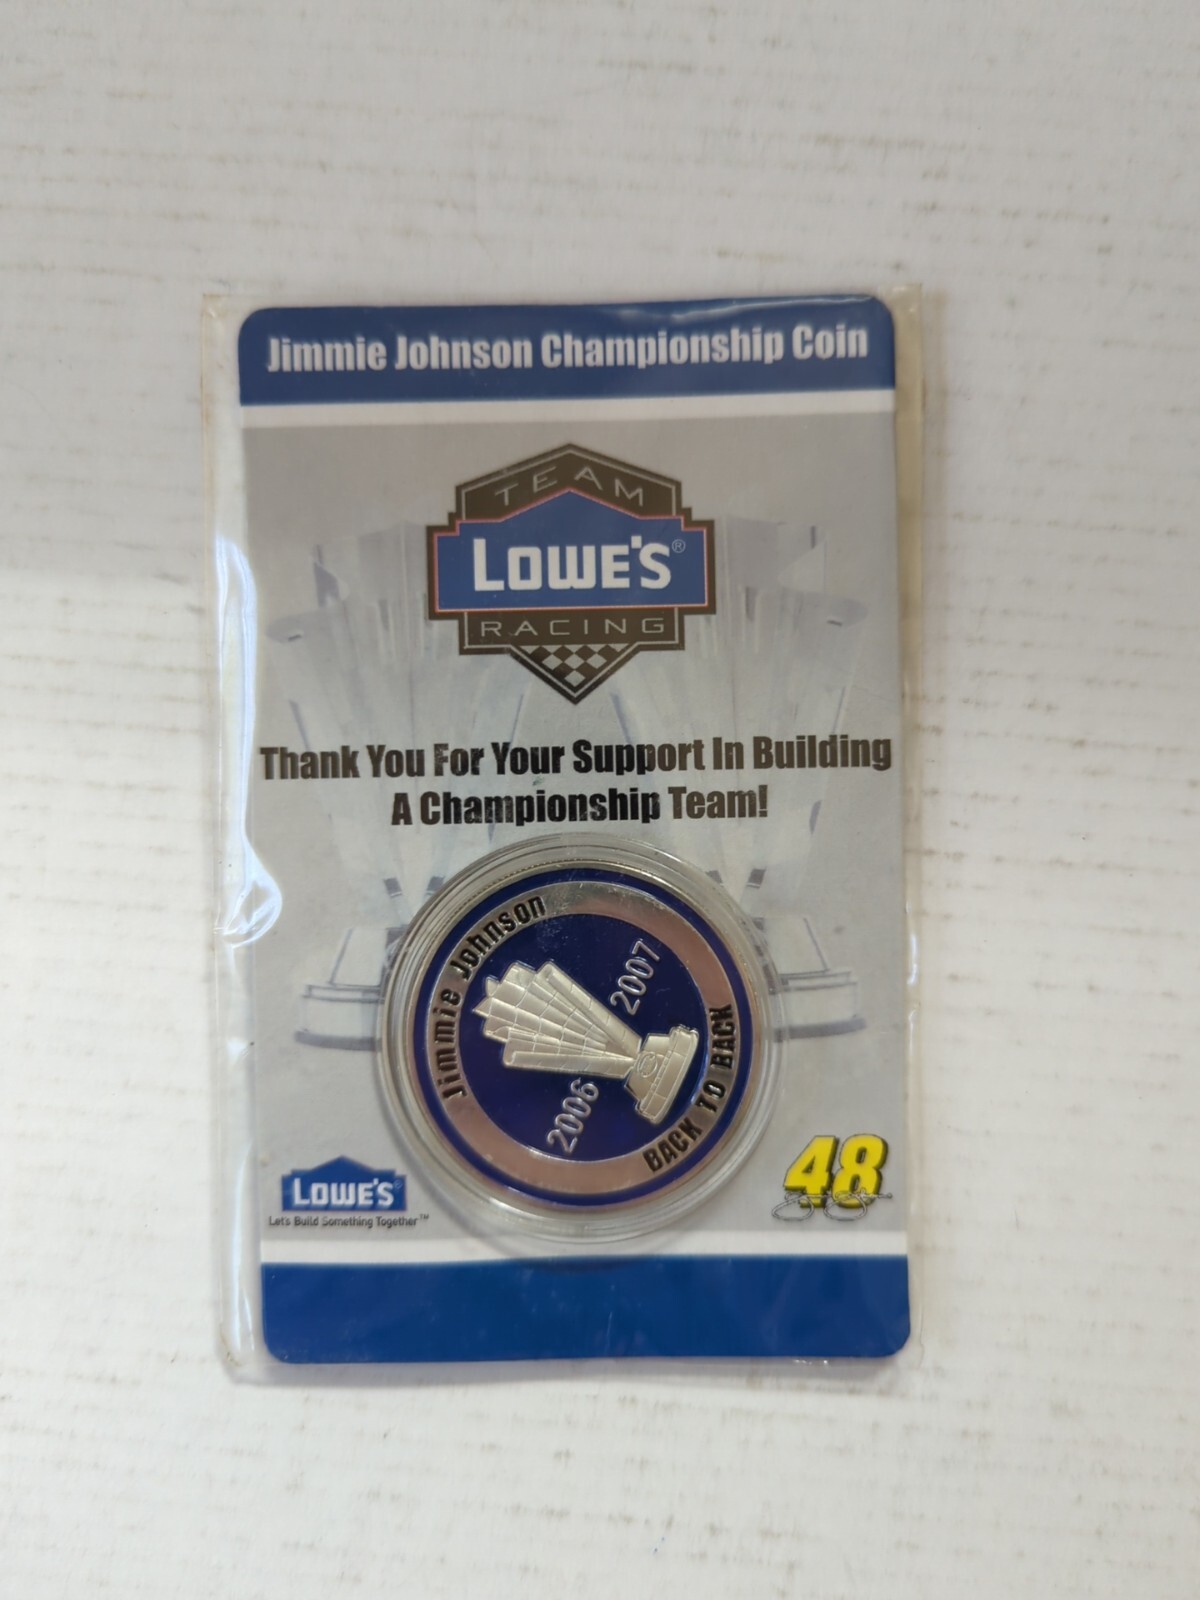 Jimmie Johnson Championship Coin
TEAM
LOWE'S®
RACING
Thank You For Your Support In Building
A Championship Team!
Jimmie Johnson
2006
2007
BACK TO BACK
LOWE'S
Let's Build Something Together™
48